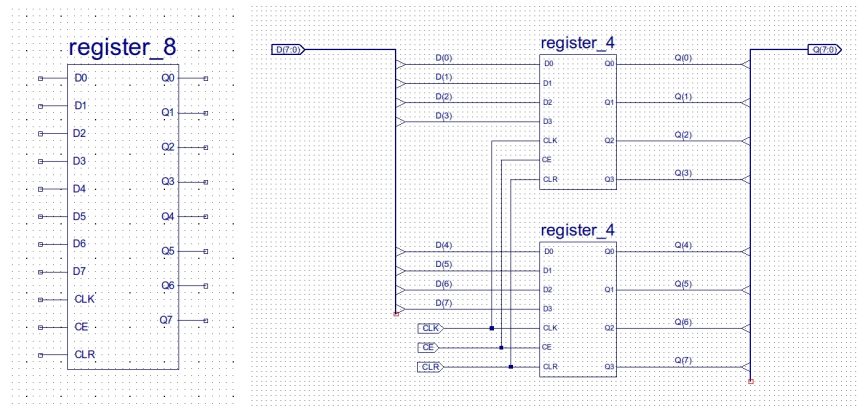 register_8
D0 Q0
D1 Q1
D2 Q2
D3 Q3
D4 Q4
D5 Q5
D6 Q6
D7 Q7
CLK
CE
CLR
D(7:0)
Q(7:0)
register_4
D(0) D0 Q0 Q(0)
D(1) D1
D(2) D2 Q1 Q(1)
D(3) D3
CLK Q2 Q(2)
CE
CLR Q3 Q(3)
register_4
D(4) D0 Q0 Q(4)
D(5) D1
D(6) D2 Q1 Q(5)
D(7) D3
CLK CLK Q2 Q(6)
CE CE
CLR CLR Q3 Q(7)